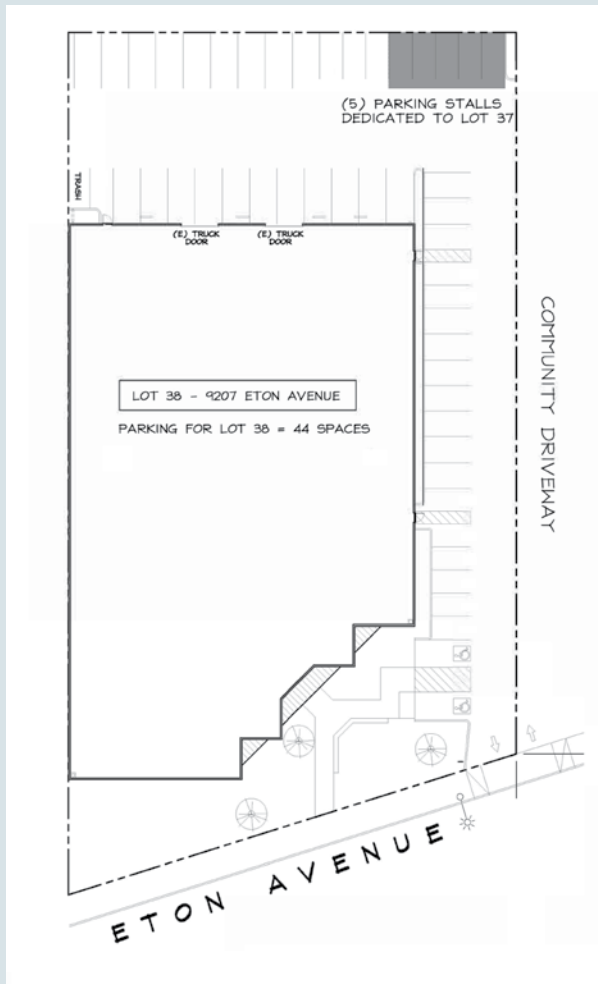 (5) PARKING STALLS
DEDICATED TO LOT 37
TRASH
(E) TRUCK
DOOR
(E) TRUCK
DOOR
COMMUNITY DRIVEWAY
LOT 38 - 9207 ETON AVENUE
PARKING FOR LOT 38 = 44 SPACES
ETON AVENUE